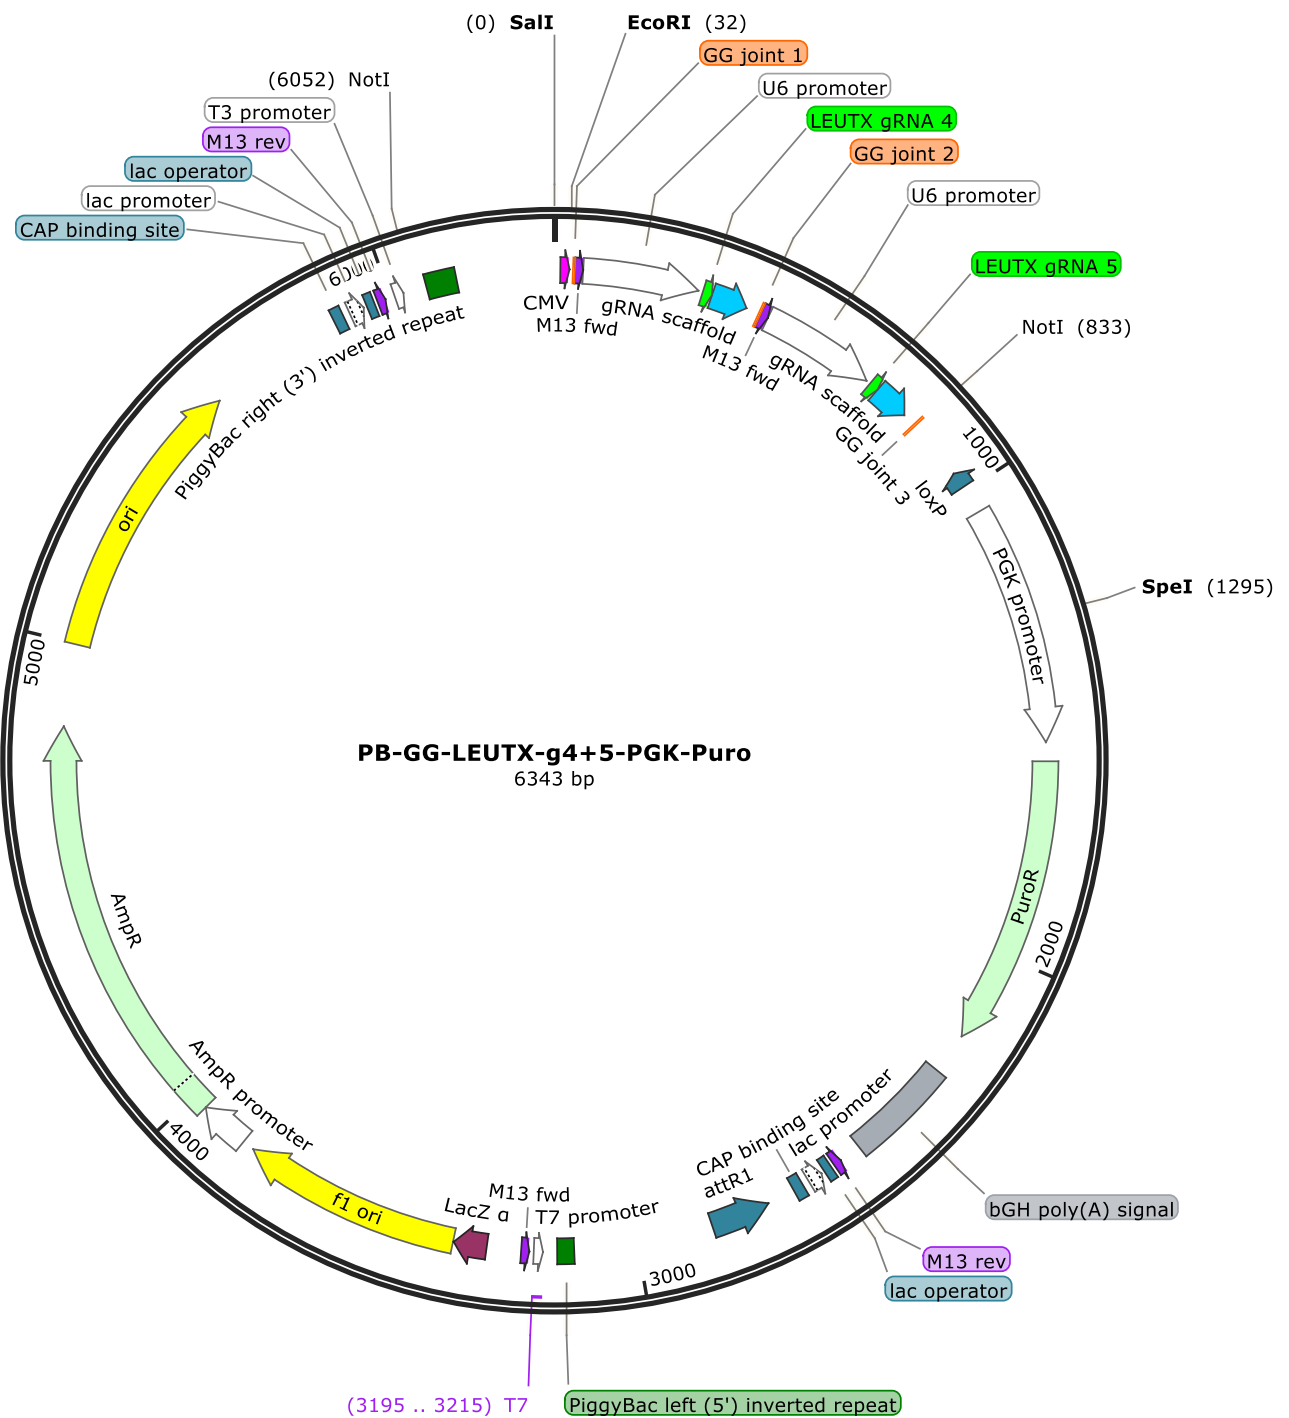 (0) SalI
EcoRI (32)
GG joint 1
U6 promoter
LEUTX gRNA 4
GG joint 2
U6 promoter
LEUTX gRNA 5
NotI (833)
(6052) NotI
T3 promoter
M13 rev
lac operator
lac promoter
CAP binding site
6000
CMV
M13 fwd
gRNA scaffold
M13 fwd
gRNA scaffold
GG joint 3
1000
loxP
PGK promoter
SpeI (1295)
PiggyBac right (3') inverted repeat
ori
5000
PB-GG-LEUTX-g4+5-PGK-Puro
6343 bp
PuroR
2000
AmpR
AmpR promoter
4000
f1 ori
LacZ α
M13 fwd
T7 promoter
attR1
CAP binding site
lac promoter
bGH poly(A) signal
M13 rev
lac operator
3000
(3195 .. 3215) T7
PiggyBac left (5') inverted repeat